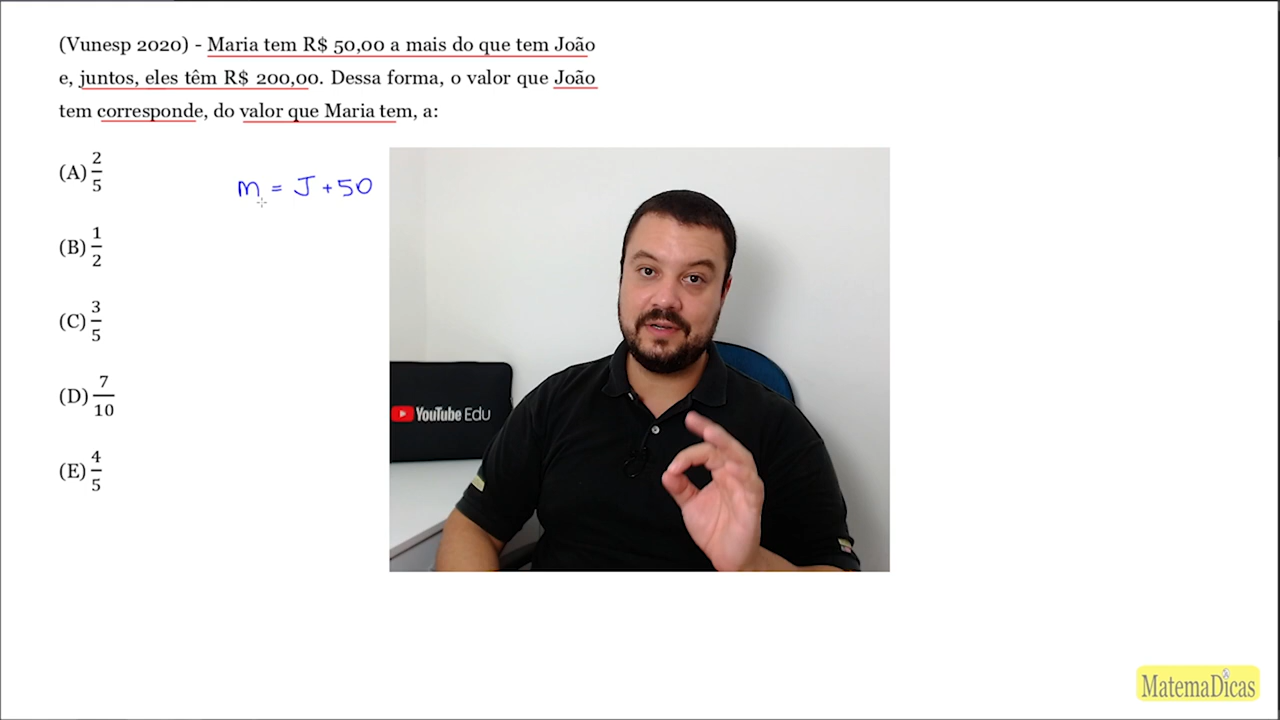 (Vunesp 2020) - Maria tem R$ 50,00 a mais do que tem João
e, juntos, eles têm R$ 200,00. Dessa forma, o valor que João
tem corresponde, do valor que Maria tem, a:
(A) 2/5
m = J + 50
(B) 1/2
(C) 3/5
(D) 7/10
(E) 4/5
YouTube Edu
MatemaDicas